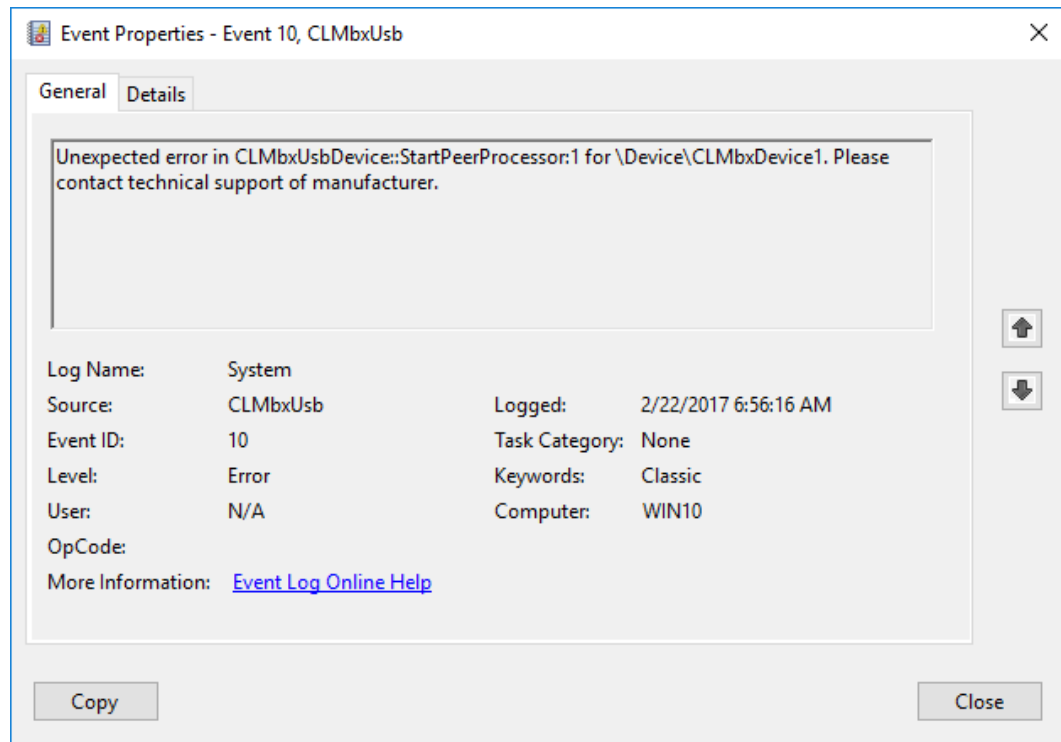 Event Properties - Event 10, CLMbxUsb
General Details
Unexpected error in CLMbxUsbDevice::StartPeerProcessor:1 for \Device\CLMbxDevice1. Please
contact technical support of manufacturer.
Log Name: System
Source: CLMbxUsb Logged: 2/22/2017 6:56:16 AM
Event ID: 10 Task Category: None
Level: Error Keywords: Classic
User: N/A Computer: WIN10
OpCode:
More Information: Event Log Online Help
Copy Close